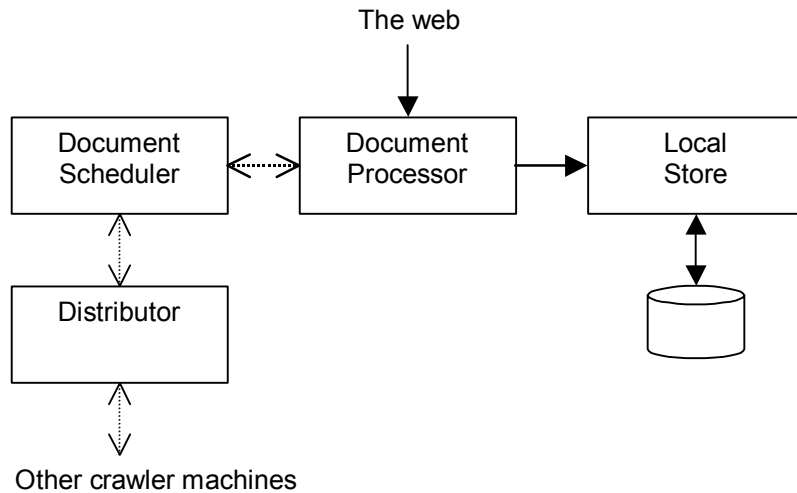 The web
Document
Scheduler
Document
Processor
Local
Store
Distributor
Other crawler machines